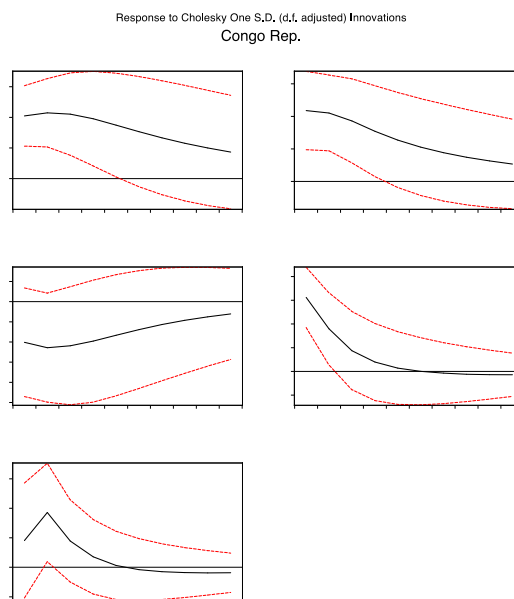 Response to Cholesky One S.D. (d.f. adjusted) Innovations
Congo Rep.